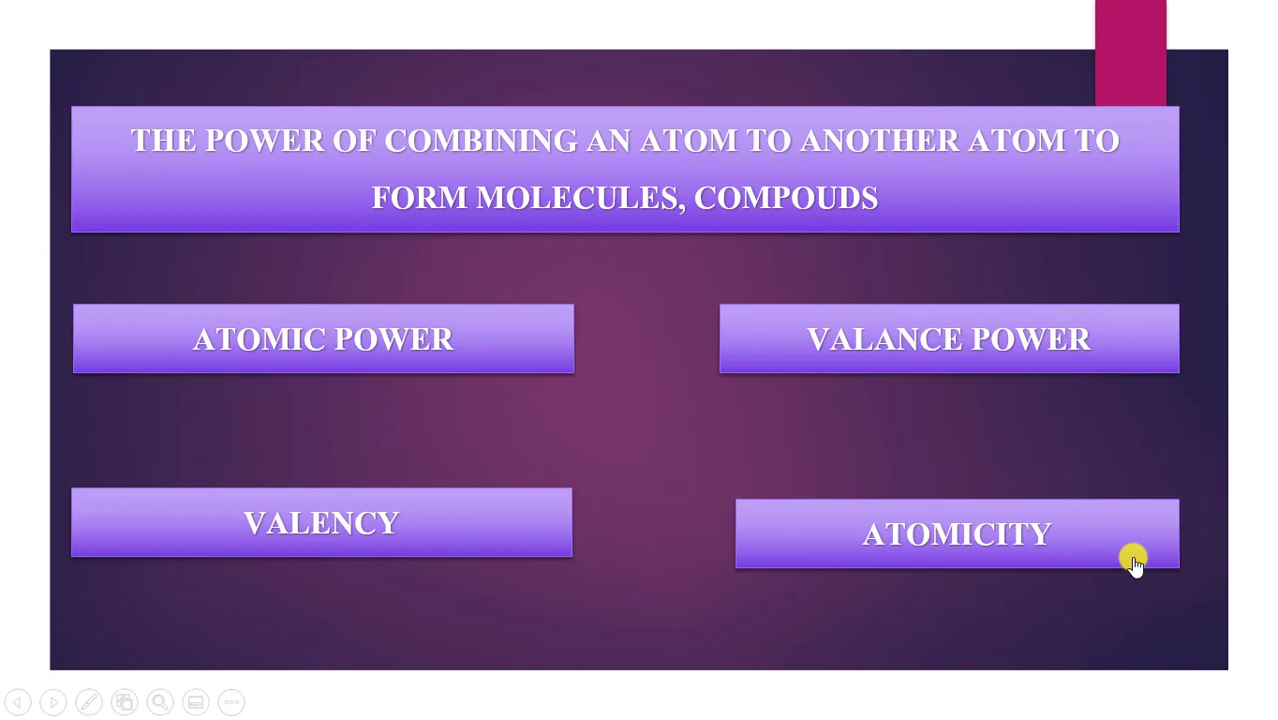 THE POWER OF COMBINING AN ATOM TO ANOTHER ATOM TO
FORM MOLECULES, COMPOUDS
ATOMIC POWER
VALANCE POWER
VALENCY
ATOMICITY